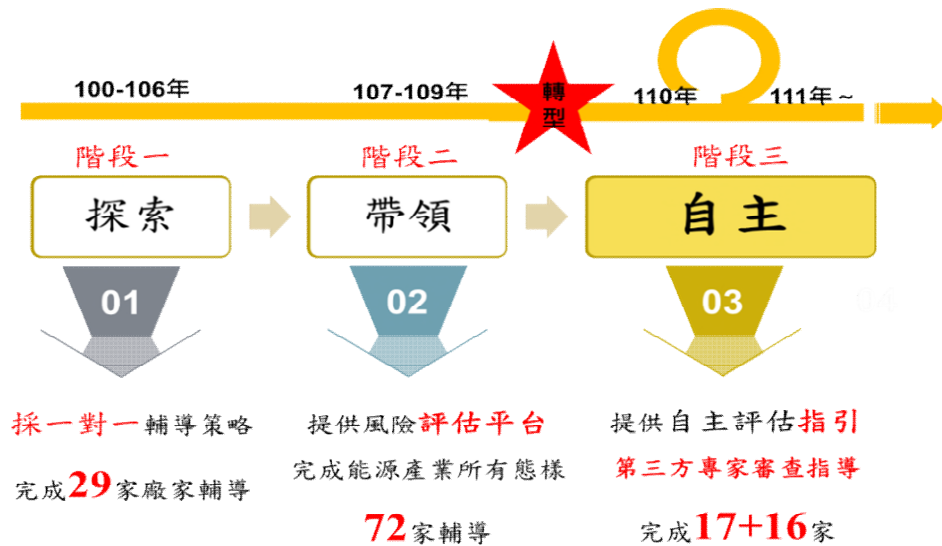 100-106年
107-109年
轉型
110年
111年~
階段一
階段二
階段三
探索
帶領
自主
01
02
03
04
採一對一輔導策略
完成29家廠家輔導
提供風險評估平台
完成能源產業所有態樣
72家輔導
提供自主評估指引
第三方專家審查指導
完成17+16家